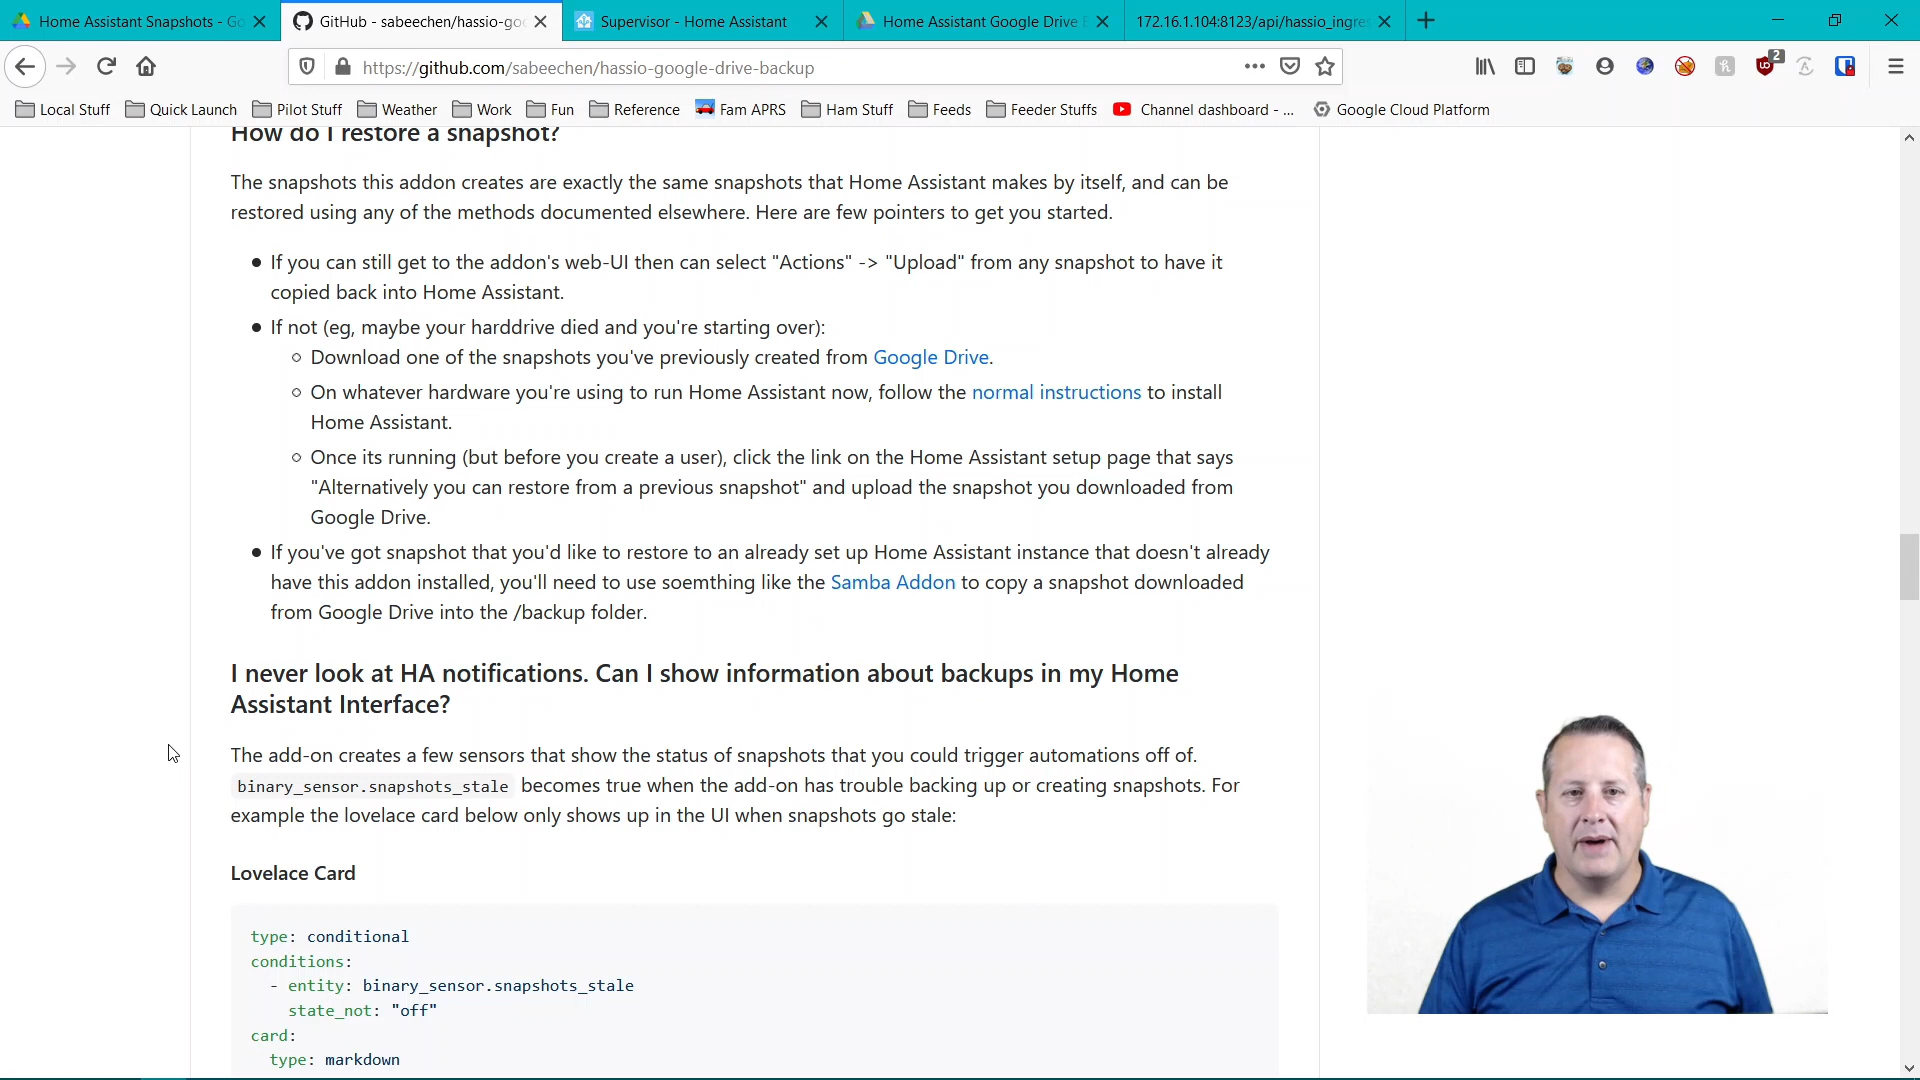 Home Assistant Snapshots - Go
GitHub - sabeechen/hassio-goo
Supervisor - Home Assistant
Home Assistant Google Drive B
172.16.1.104:8123/api/hassio_ingre
https://github.com/sabeechen/hassio-google-drive-backup
2
Local Stuff
Quick Launch
Pilot Stuff
Weather
Work
Fun
Reference
Fam APRS
Ham Stuff
Feeds
Feeder Stuffs
Channel dashboard - ...
Google Cloud Platform
How do I restore a snapshot?
The snapshots this addon creates are exactly the same snapshots that Home Assistant makes by itself, and can be
restored using any of the methods documented elsewhere. Here are few pointers to get you started.
• If you can still get to the addon's web-UI then can select "Actions" -> "Upload" from any snapshot to have it
copied back into Home Assistant.
• If not (eg, maybe your harddrive died and you're starting over):
○ Download one of the snapshots you've previously created from Google Drive.
○ On whatever hardware you're using to run Home Assistant now, follow the normal instructions to install
Home Assistant.
○ Once its running (but before you create a user), click the link on the Home Assistant setup page that says
"Alternatively you can restore from a previous snapshot" and upload the snapshot you downloaded from
Google Drive.
• If you've got snapshot that you'd like to restore to an already set up Home Assistant instance that doesn't already
have this addon installed, you'll need to use soemthing like the Samba Addon to copy a snapshot downloaded
from Google Drive into the /backup folder.
I never look at HA notifications. Can I show information about backups in my Home
Assistant Interface?
The add-on creates a few sensors that show the status of snapshots that you could trigger automations off of.
binary_sensor.snapshots_stale becomes true when the add-on has trouble backing up or creating snapshots. For
example the lovelace card below only shows up in the UI when snapshots go stale:
Lovelace Card
type: conditional
conditions:
- entity: binary_sensor.snapshots_stale
state_not: "off"
card:
type: markdown